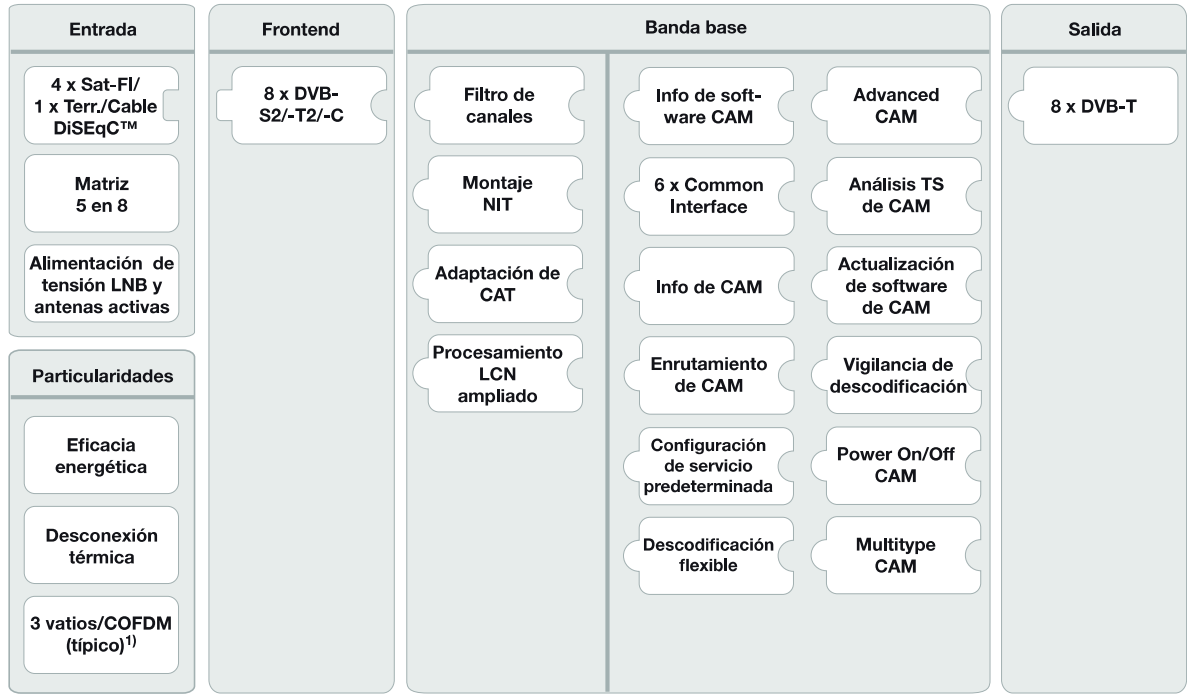 Entrada
4 x Sat-FI/
1 x Terr./Cable
DiSEqC™
Matriz
5 en 8
Alimentación de
tensión LNB y
antenas activas
Particularidades
Eficacia
energética
Desconexión
térmica
3 vatios/COFDM
(típico)1)
Frontend
8 x DVB-
S2/-T2/-C
Banda base
Filtro de
canales
Montaje
NIT
Adaptación de
CAT
Procesamiento
LCN
ampliado
Info de soft-
ware CAM
6 x Common
Interface
Info de CAM
Enrutamiento
de CAM
Configuración
de servicio
predeterminada
Descodificación
flexible
Advanced
CAM
Análisis TS
de CAM
Actualización
de software
de CAM
Vigilancia de
descodificación
Power On/Off
CAM
Multitype
CAM
Salida
8 x DVB-T